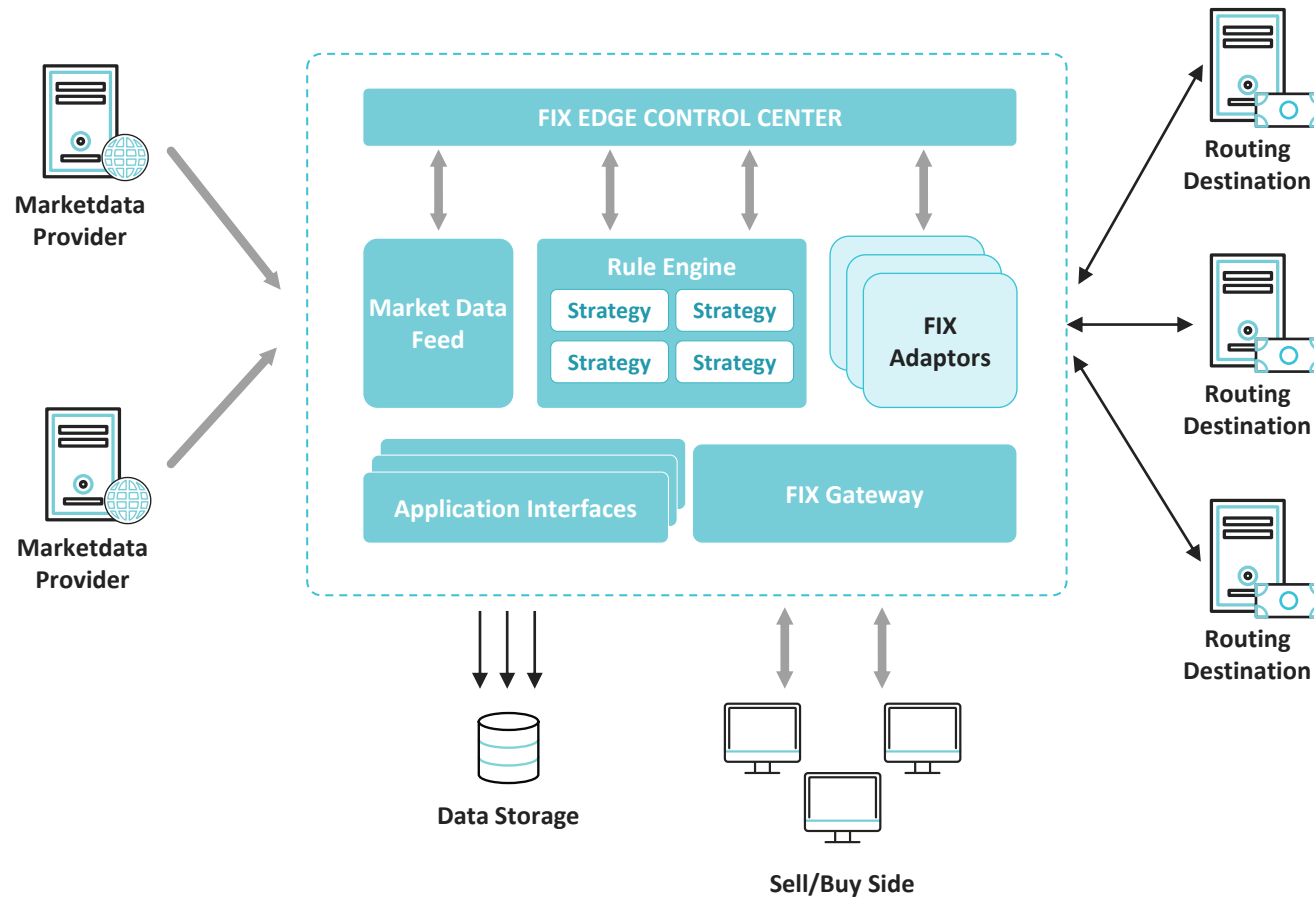 FIX EDGE CONTROL CENTER
Marketdata
Provider
Routing
Destination
Market Data
Feed
Rule Engine
Strategy
Strategy
Strategy
Strategy
FIX
Adaptors
Routing
Destination
Application Interfaces
FIX Gateway
Marketdata
Provider
Routing
Destination
Data Storage
Sell/Buy Side